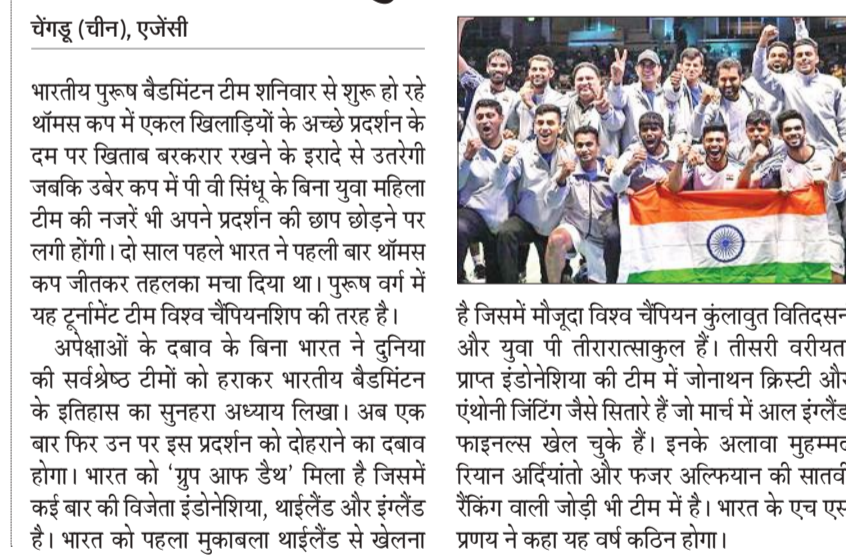 चेंगडू (चीन), एजेंसी
भारतीय पुरूष बैडमिंटन टीम शनिवार से शुरू हो रहे
थॉमस कप में एकल खिलाड़ियों के अच्छे प्रदर्शन के
दम पर खिताब बरकरार रखने के इरादे से उतरेगी
जबकि उबेर कप में पी वी सिंधू के बिना युवा महिला
टीम की नजरें भी अपने प्रदर्शन की छाप छोड़ने पर
लगी होंगी। दो साल पहले भारत ने पहली बार थॉमस
कप जीतकर तहलका मचा दिया था। पुरूष वर्ग में
यह टूर्नामेंट टीम विश्व चैंपियनशिप की तरह है।
अपेक्षाओं के दबाव के बिना भारत ने दुनिया
की सर्वश्रेष्ठ टीमों को हराकर भारतीय बैडमिंटन
के इतिहास का सुनहरा अध्याय लिखा। अब एक
बार फिर उन पर इस प्रदर्शन को दोहराने का दबाव
होगा। भारत को ‘ग्रुप आफ डैथ’ मिला है जिसमें
कई बार की विजेता इंडोनेशिया, थाईलैंड और इंग्लैंड
है। भारत को पहला मुकाबला थाईलैंड से खेलना
है जिसमें मौजूदा विश्व चैंपियन कुंलावुत वितिदसन
और युवा पी तीरारात्साकुल हैं। तीसरी वरीयता
प्राप्त इंडोनेशिया की टीम में जोनाथन क्रिस्टी और
एंथोनी जिंटिंग जैसे सितारे हैं जो मार्च में आल इंग्लैंड
फाइनल्स खेल चुके हैं। इनके अलावा मुहम्मद
रियान अर्दियांतो और फजर अल्फियान की सातवीं
रैंकिंग वाली जोड़ी भी टीम में है। भारत के एच एस
प्रणय ने कहा यह वर्ष कठिन होगा।